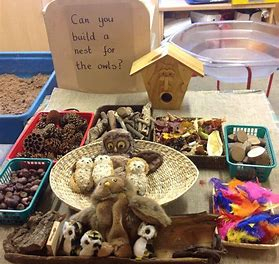 Can you
build a
nest for
the owls?